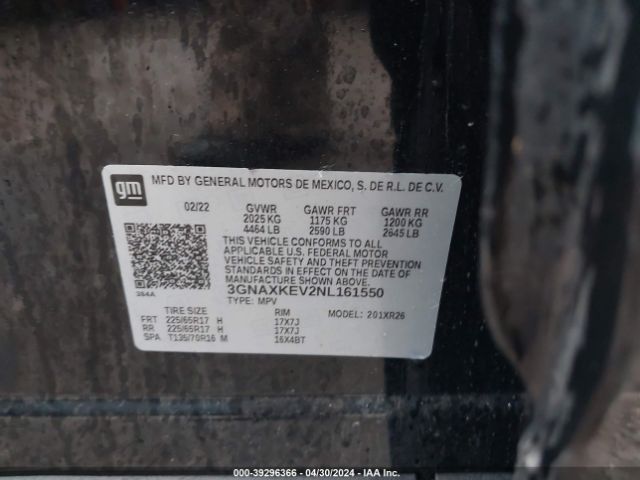 gm
MFD BY GENERAL MOTORS DE MEXICO, S. DE R.L. DE C.V.
02/22 GVWR GAWR FRT GAWR RR
2025 KG 1175 KG 1200 KG
4464 LB 2590 LB 2645 LB
THIS VEHICLE CONFORMS TO ALL
APPLICABLE U.S. FEDERAL MOTOR
VEHICLE SAFETY AND THEFT PREVENTION
STANDARDS IN EFFECT ON THE DATE OF
MANUFACTURE SHOWN ABOVE.
384A 3GNAXKEV2NL161550
TYPE: MPV
TIRE SIZE RIM MODEL: 201XR26
FRT 225/65R17 H 17X7J
RR 225/65R17 H 17X7J
SPA T135/70R16 M 16X4BT
000-39296366 - 04/30/2024 - IAA Inc.